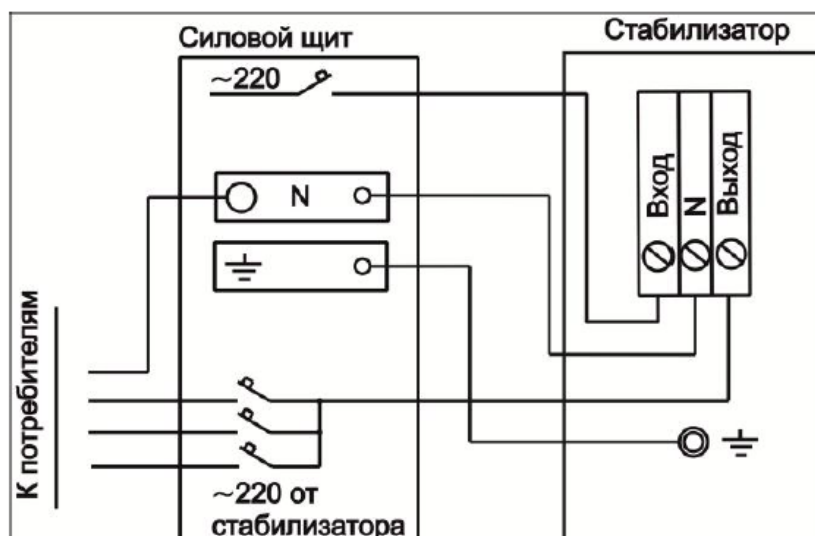 Силовой щит
Стабилизатор
~220
Вход
N
Выход
N
К потребителям
~220 от
стабилизатора